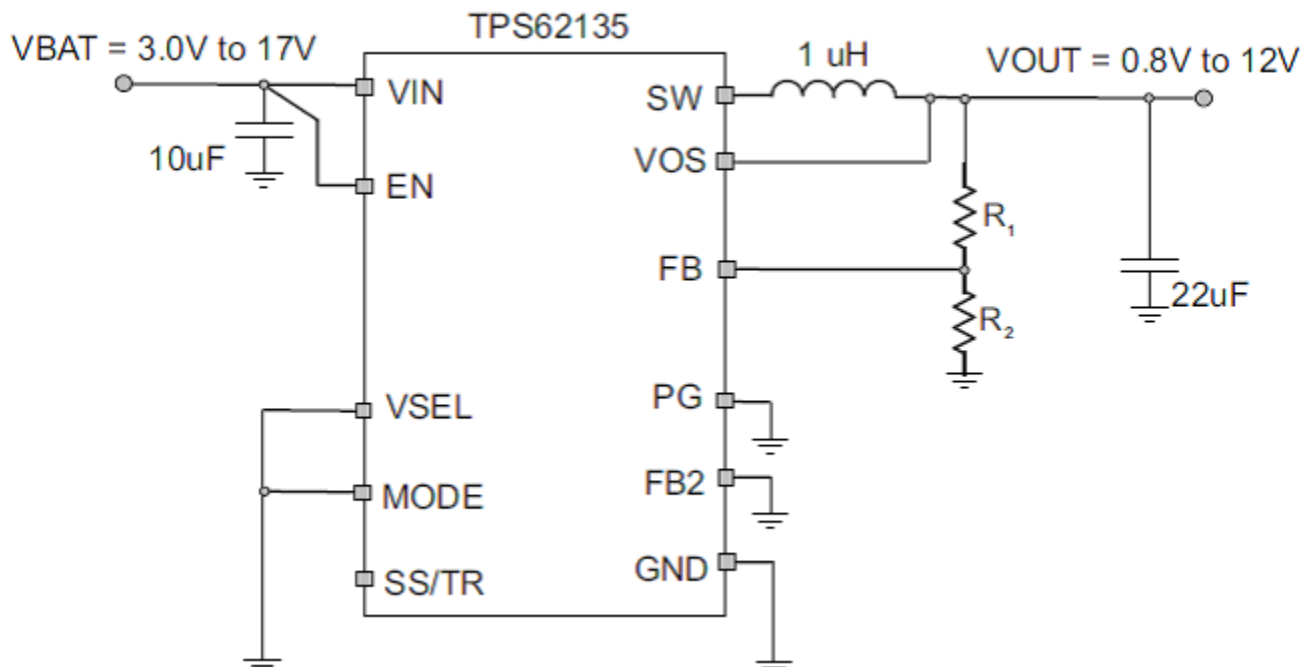 TPS62135
VBAT = 3.0V to 17V
1 uH
VOUT = 0.8V to 12V
VIN
SW
10uF
VOS
EN
R1
FB
22uF
R2
VSEL
PG
MODE
FB2
SS/TR
GND